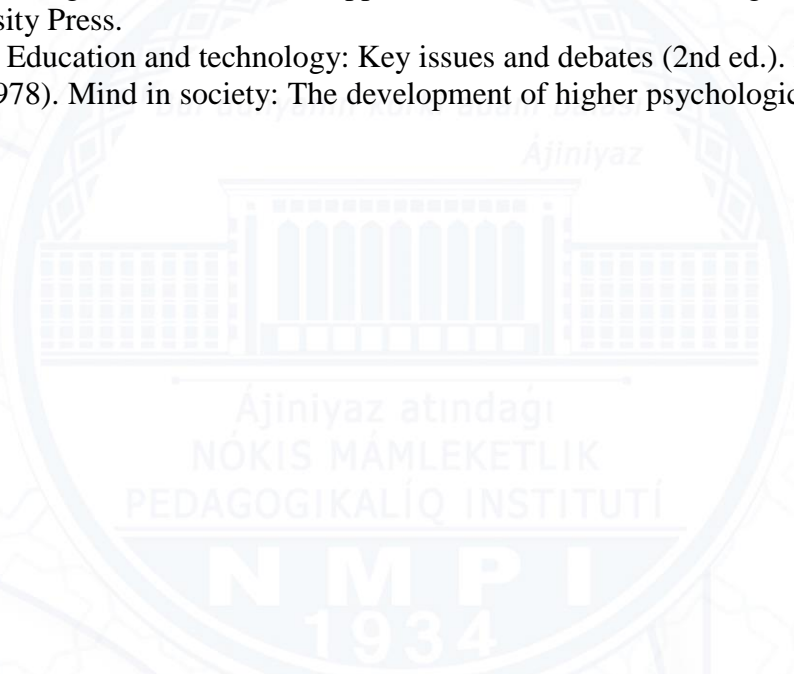 sity Press.
Education and technology: Key issues and debates (2nd ed.).
978). Mind in society: The development of higher psychologic
Ájiniyaz
Ájiniyaz atındaǵı
NÓKIS MÁMLEKETLIK
PEDAGOGIKALÍQ INSTITUTÍ
NMPI
1934